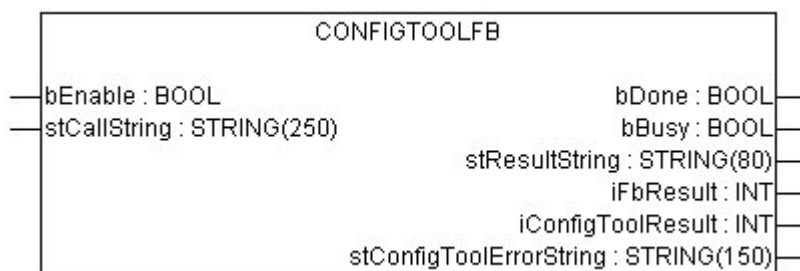 CONFIGTOOLFB
bEnable : BOOL bDone : BOOL
stCallString : STRING(250) bBusy : BOOL
stResultString : STRING(80)
iFbResult : INT
iConfigToolResult : INT
stConfigToolErrorString : STRING(150)